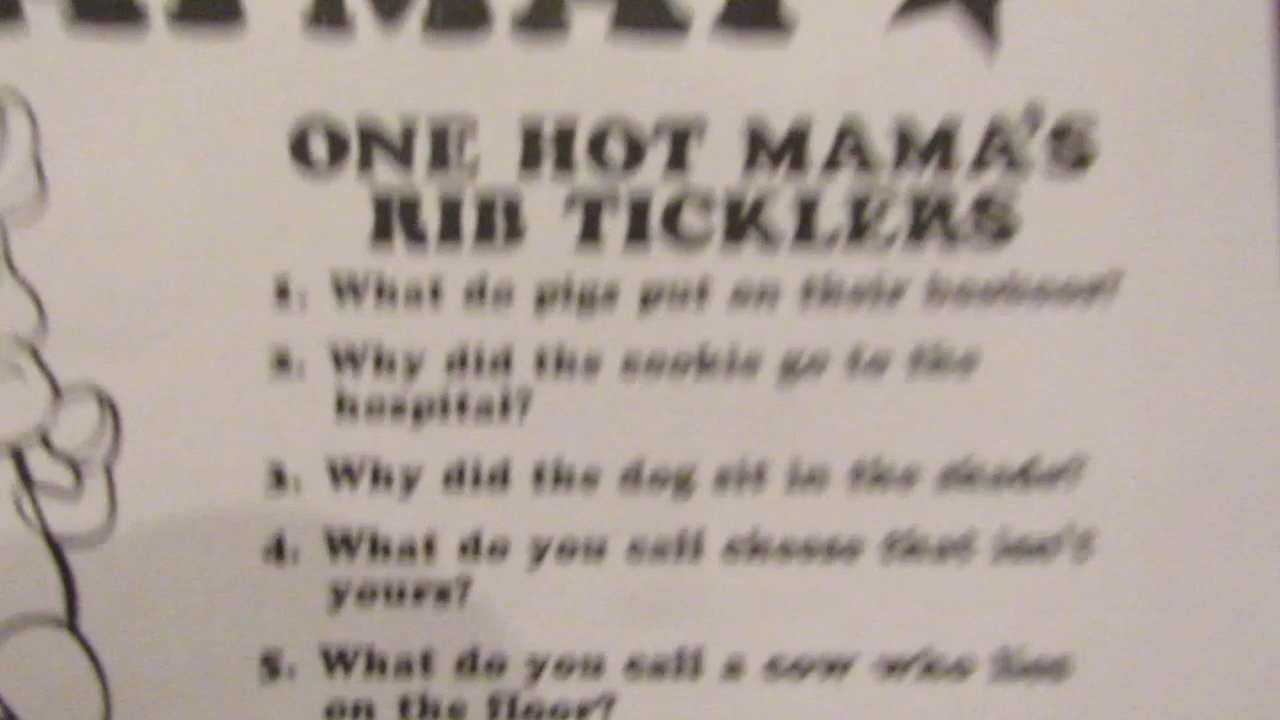 ONE HOT MAMA'S
RIB TICKLERS
1. What do pigs put on their
2. Why did the cookie go to the
hospital?
3. Why did the dog sit in the shade?
4. What do you call cheese that isn't
yours?
5. What do you call a cow who lies
on the floor?